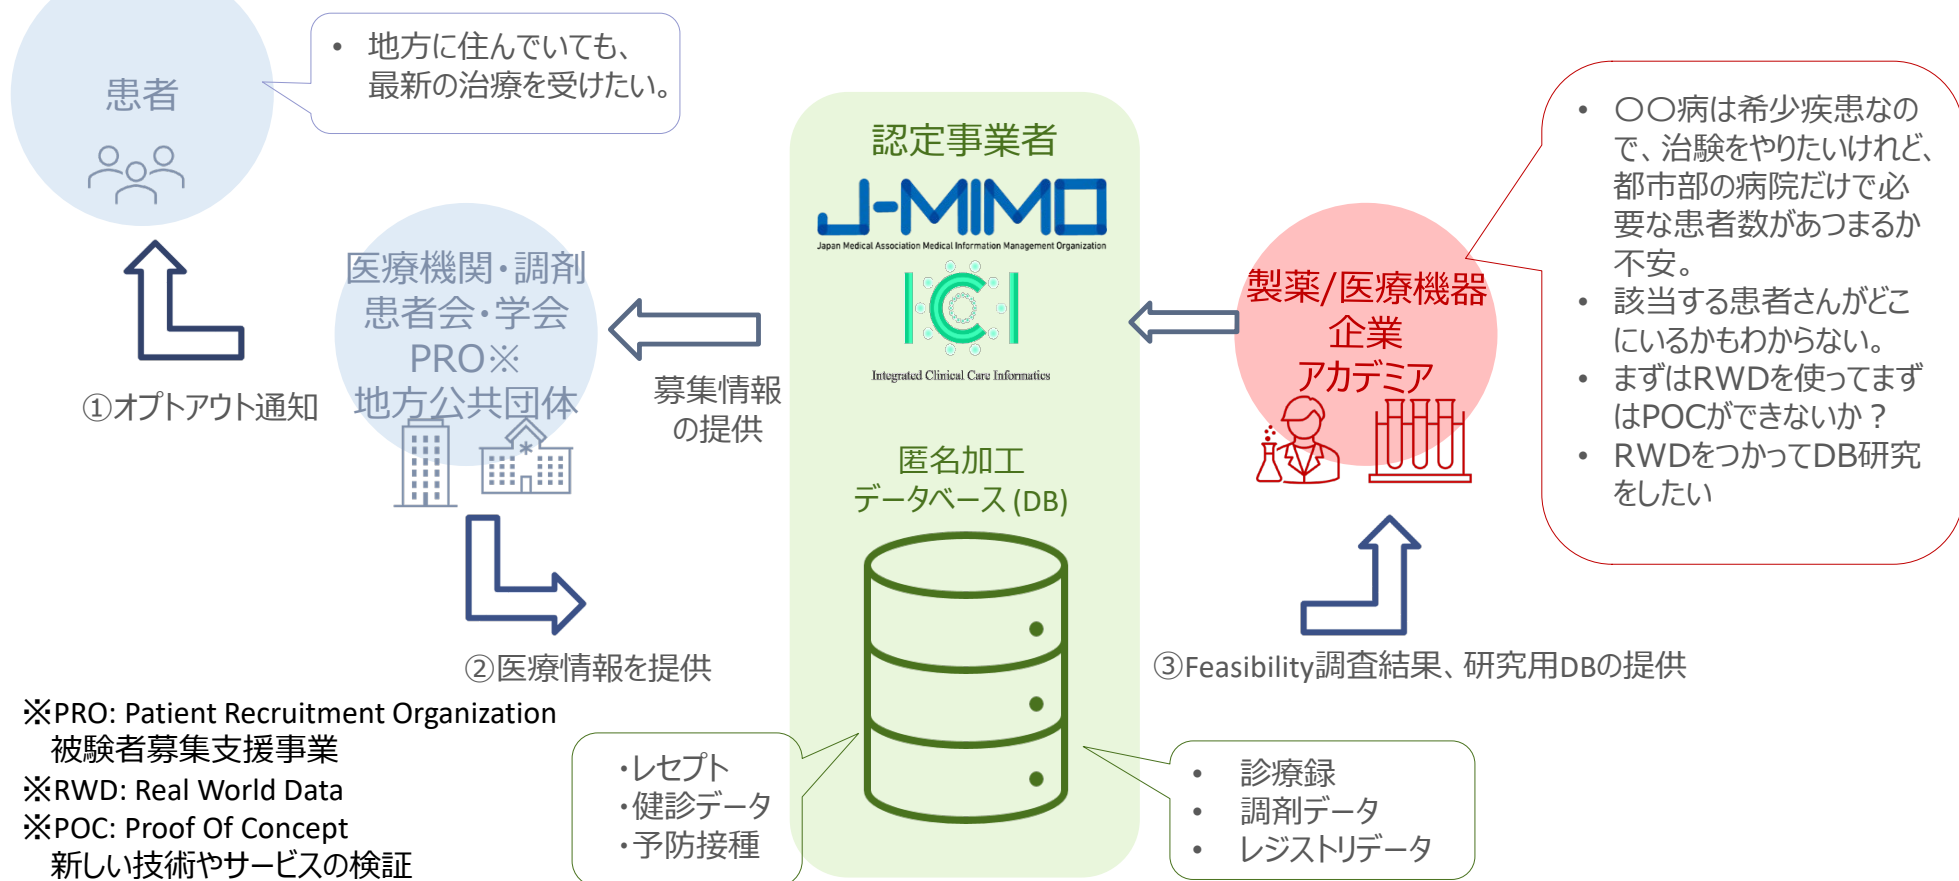 患者
• 地方に住んでいても、
最新の治療を受けたい。
認定事業者
J-MIMO
Japan Medical Association Medical Information Management Organization
ICI
Integrated Clinical Care Informatics
匿名加工
データベース (DB)
医療機関・調剤
患者会・学会
PRO※
地方公共団体
①オプトアウト通知
募集情報
の提供
②医療情報を提供
製薬/医療機器
企業
アカデミア
• 〇〇病は希少疾患なの
で、治験をやりたいけれど、
都市部の病院だけで必
要な患者数があつまるか
不安。
• 該当する患者さんがどこ
にいるかもわからない。
• まずはRWDを使ってまず
はPOCができないか？
• RWDをつかってDB研究
をしたい
③Feasibility調査結果、研究用DBの提供
※PRO: Patient Recruitment Organization
被験者募集支援事業
※RWD: Real World Data
※POC: Proof Of Concept
新しい技術やサービスの検証
・レセプト
・健診データ
・予防接種
• 診療録
• 調剤データ
• レジストリデータ